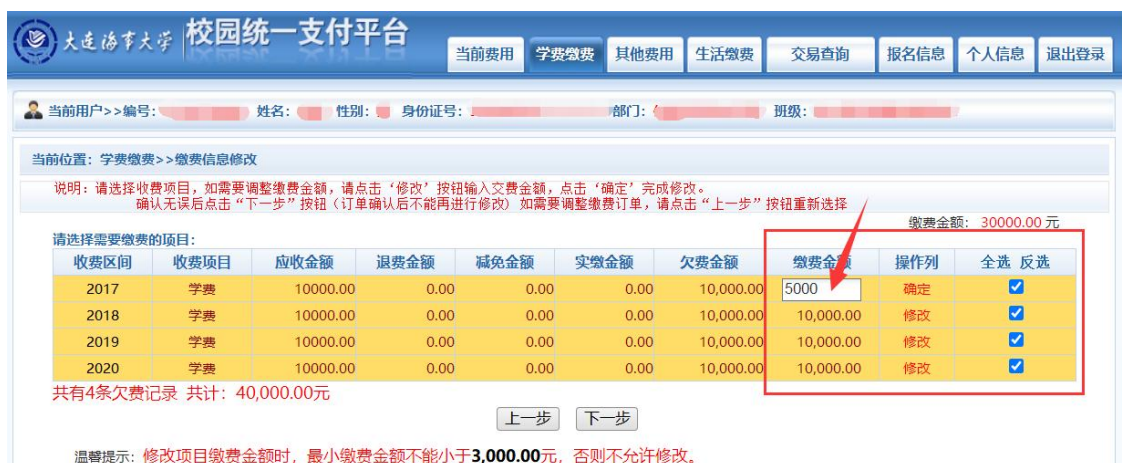 大连海事大学 校园统一支付平台
当前费用 学费缴费 其他费用 生活缴费 交易查询 报名信息 个人信息 退出登录
当前用户>>编号: 姓名: 性别: 身份证号: 部门: 班级:
当前位置: 学费缴费>>缴费信息修改
说明: 请选择收费项目, 如需要调整缴费金额, 请点击‘修改’按钮输入交费金额, 点击‘确定’完成修改。
确认无误后点击“下一步”按钮 (订单确认后不能再进行修改) 如需要调整缴费订单, 请点击“上一步”按钮重新选择
缴费金额: 30000.00 元
请选择需要缴费的项目:
收费区间 收费项目 应收金额 退费金额 减免金额 实缴金额 欠费金额 缴费金额 操作列 全选 反选
2017 学费 10000.00 0.00 0.00 0.00 10,000.00 5000 确定
2018 学费 10000.00 0.00 0.00 0.00 10,000.00 10,000.00 修改
2019 学费 10000.00 0.00 0.00 0.00 10,000.00 10,000.00 修改
2020 学费 10000.00 0.00 0.00 0.00 10,000.00 10,000.00 修改
共有4条欠费记录 共计: 40,000.00元
上一步 下一步
温馨提示: 修改项目缴费金额时, 最小缴费金额不能小于3,000.00元, 否则不允许修改。